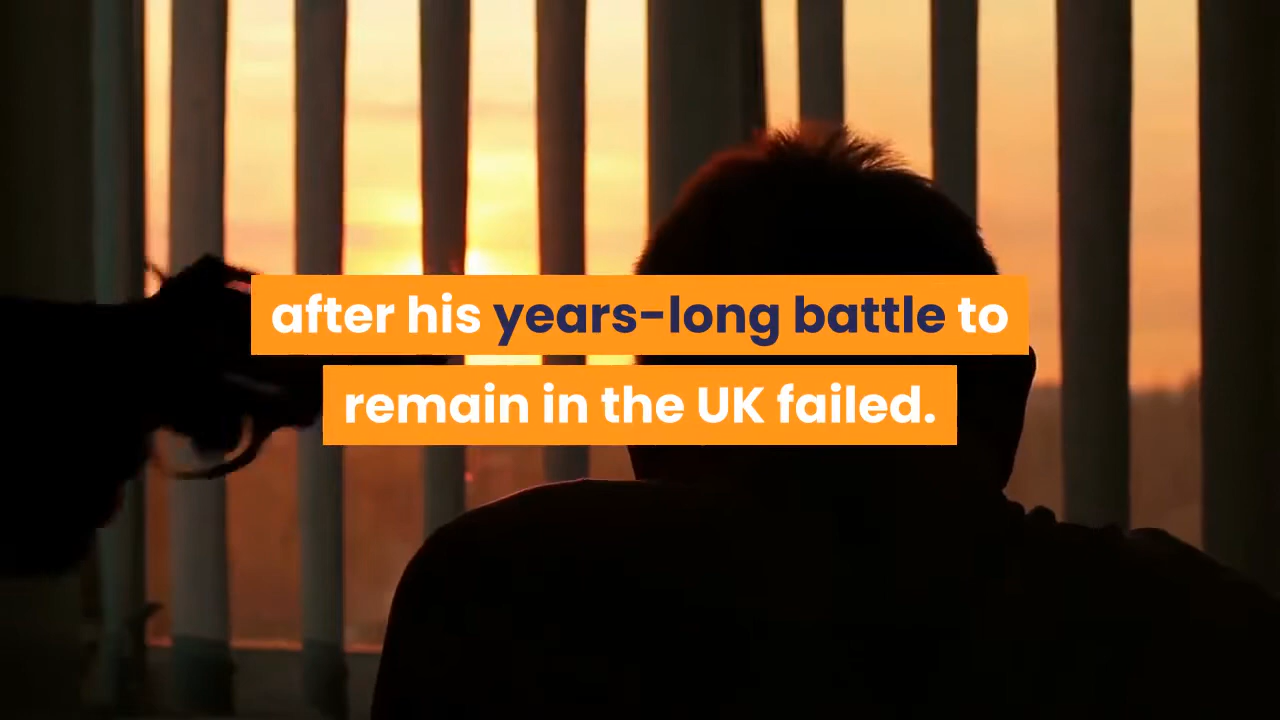 after his years-long battle to
remain in the UK failed.